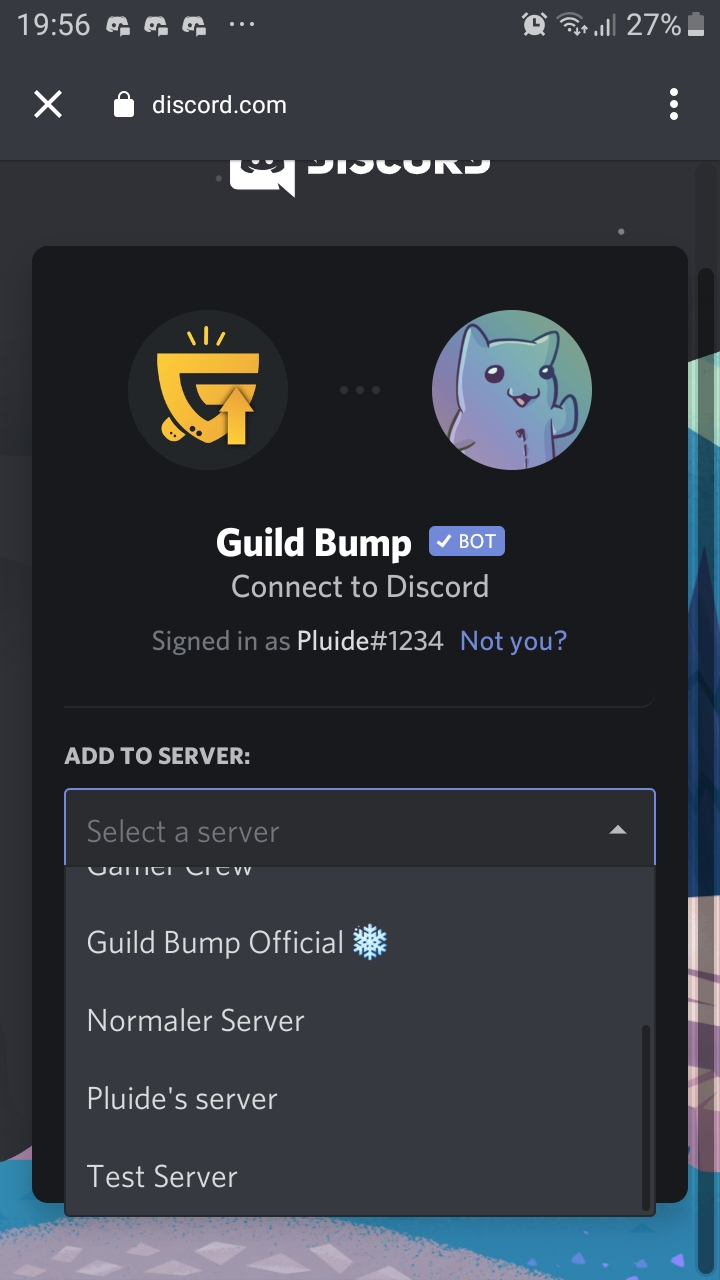 19:56 ... 27%
discord.com
DISCORD
Guild Bump ✓ BOT
Connect to Discord
Signed in as Pluide#1234 Not you?
ADD TO SERVER:
Select a server
Gamer Crew
Guild Bump Official ❄
Normaler Server
Pluide's server
Test Server